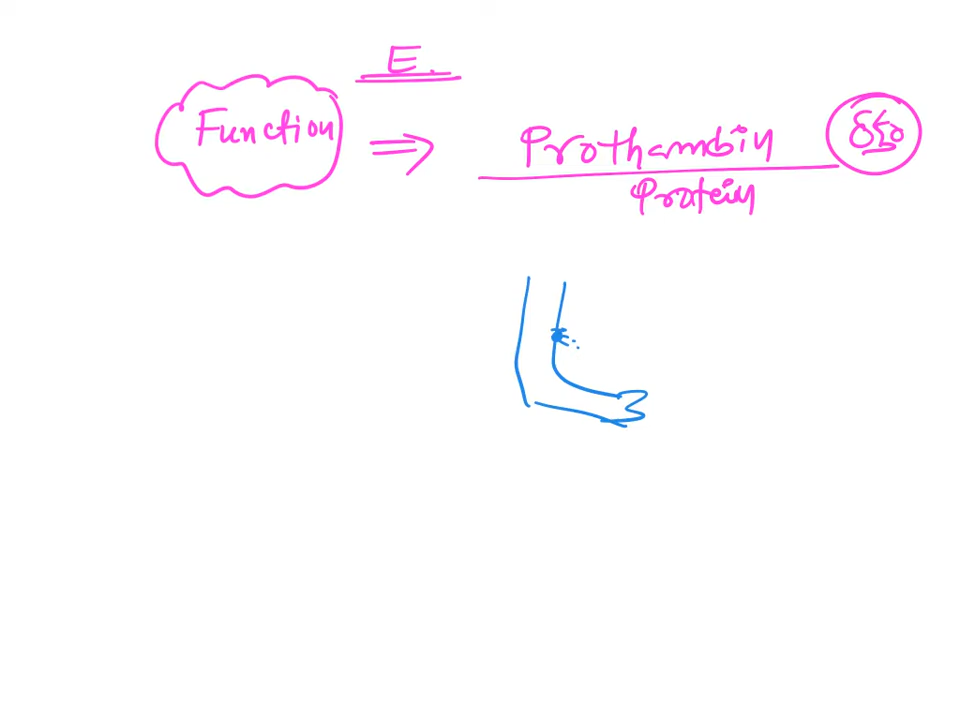 E.
Function ⇒ Prothambin
Protein